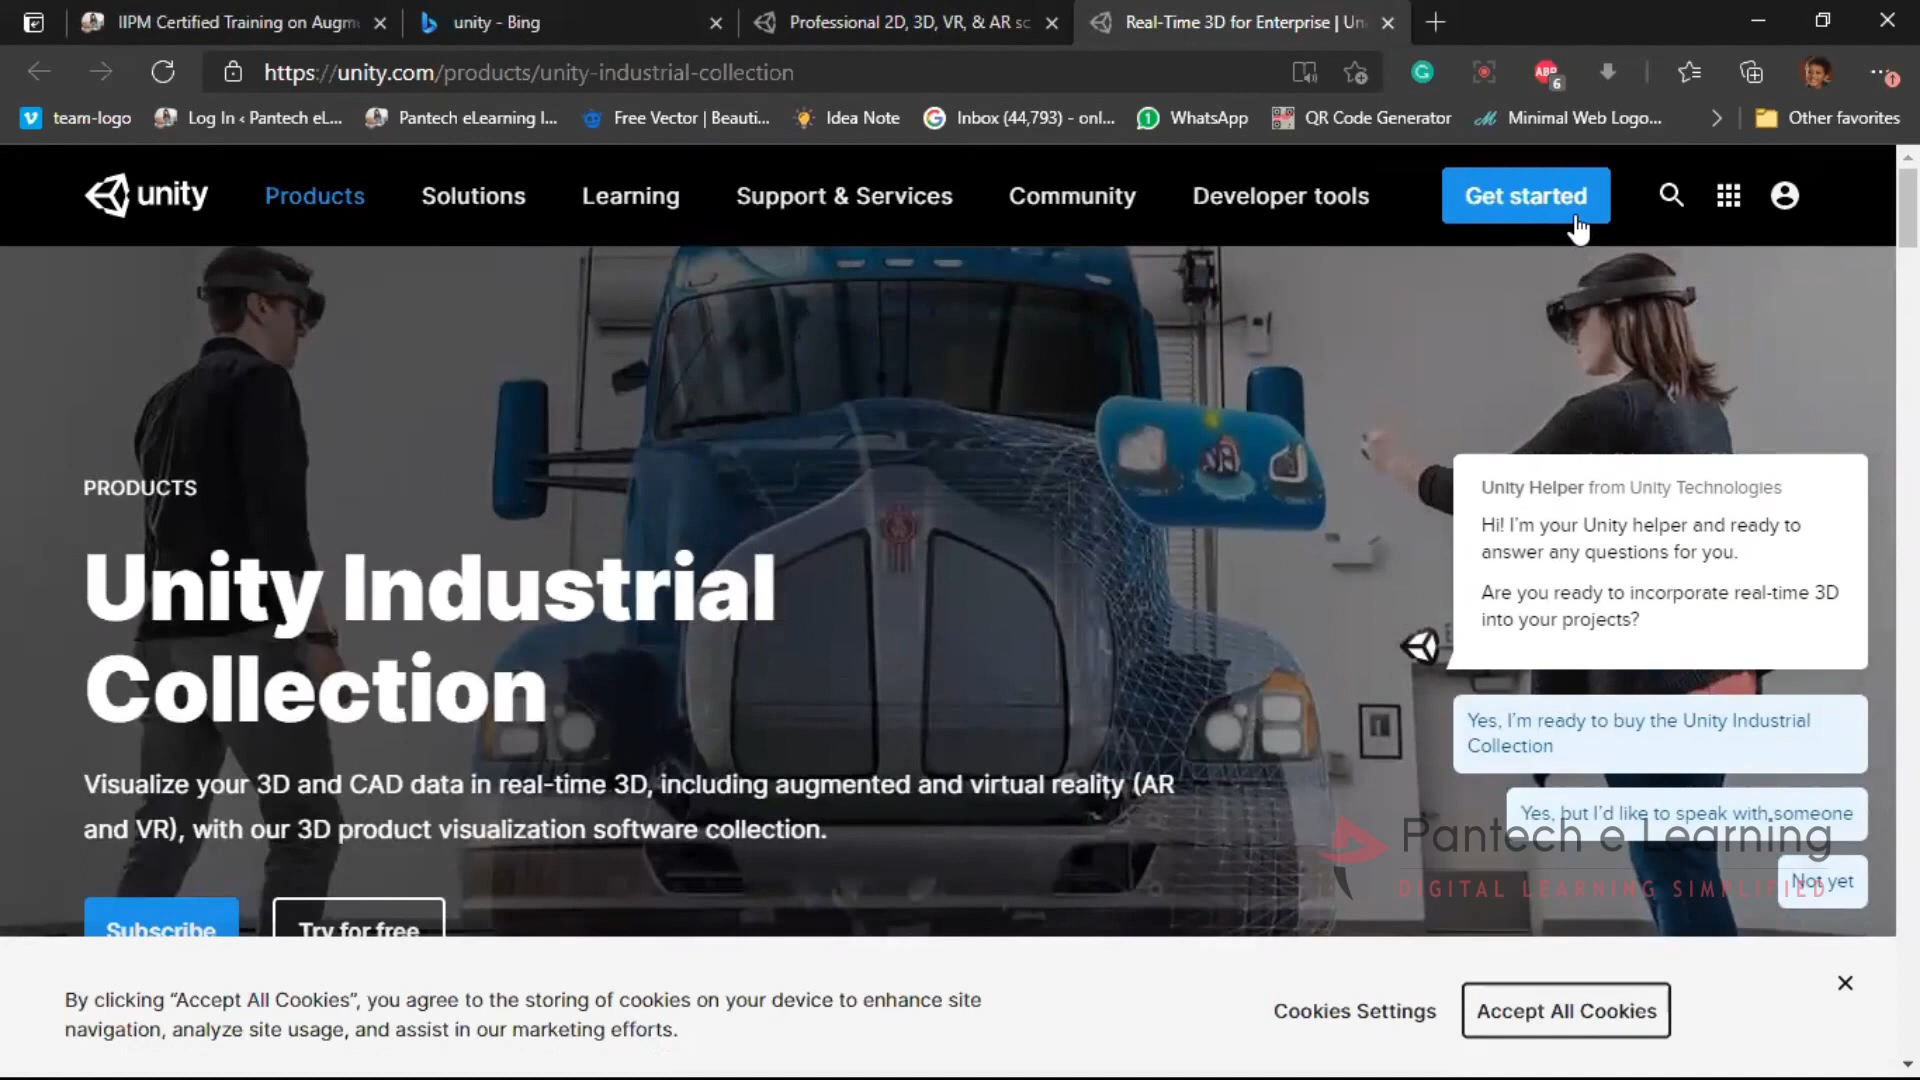 IIPM Certified Training on Augm
unity - Bing
Professional 2D, 3D, VR, & AR sc
Real-Time 3D for Enterprise | Un
https://unity.com/products/unity-industrial-collection
ABP
6
team-logo
Log In ‹ Pantech eL...
Pantech eLearning I...
Free Vector | Beauti...
Idea Note
Inbox (44,793) - onl...
WhatsApp
QR Code Generator
Minimal Web Logo...
Other favorites
unity
Products
Solutions
Learning
Support & Services
Community
Developer tools
Get started
PRODUCTS
Unity Industrial
Collection
Visualize your 3D and CAD data in real-time 3D, including augmented and virtual reality (AR
and VR), with our 3D product visualization software collection.
Subscribe
Try for free
Unity Helper from Unity Technologies
Hi! I'm your Unity helper and ready to
answer any questions for you.
Are you ready to incorporate real-time 3D
into your projects?
Yes, I'm ready to buy the Unity Industrial
Collection
Yes, but I'd like to speak with someone
Not yet
Pantech e Learning
DIGITAL LEARNING SIMPLIFIED
By clicking “Accept All Cookies”, you agree to the storing of cookies on your device to enhance site
navigation, analyze site usage, and assist in our marketing efforts.
Cookies Settings
Accept All Cookies